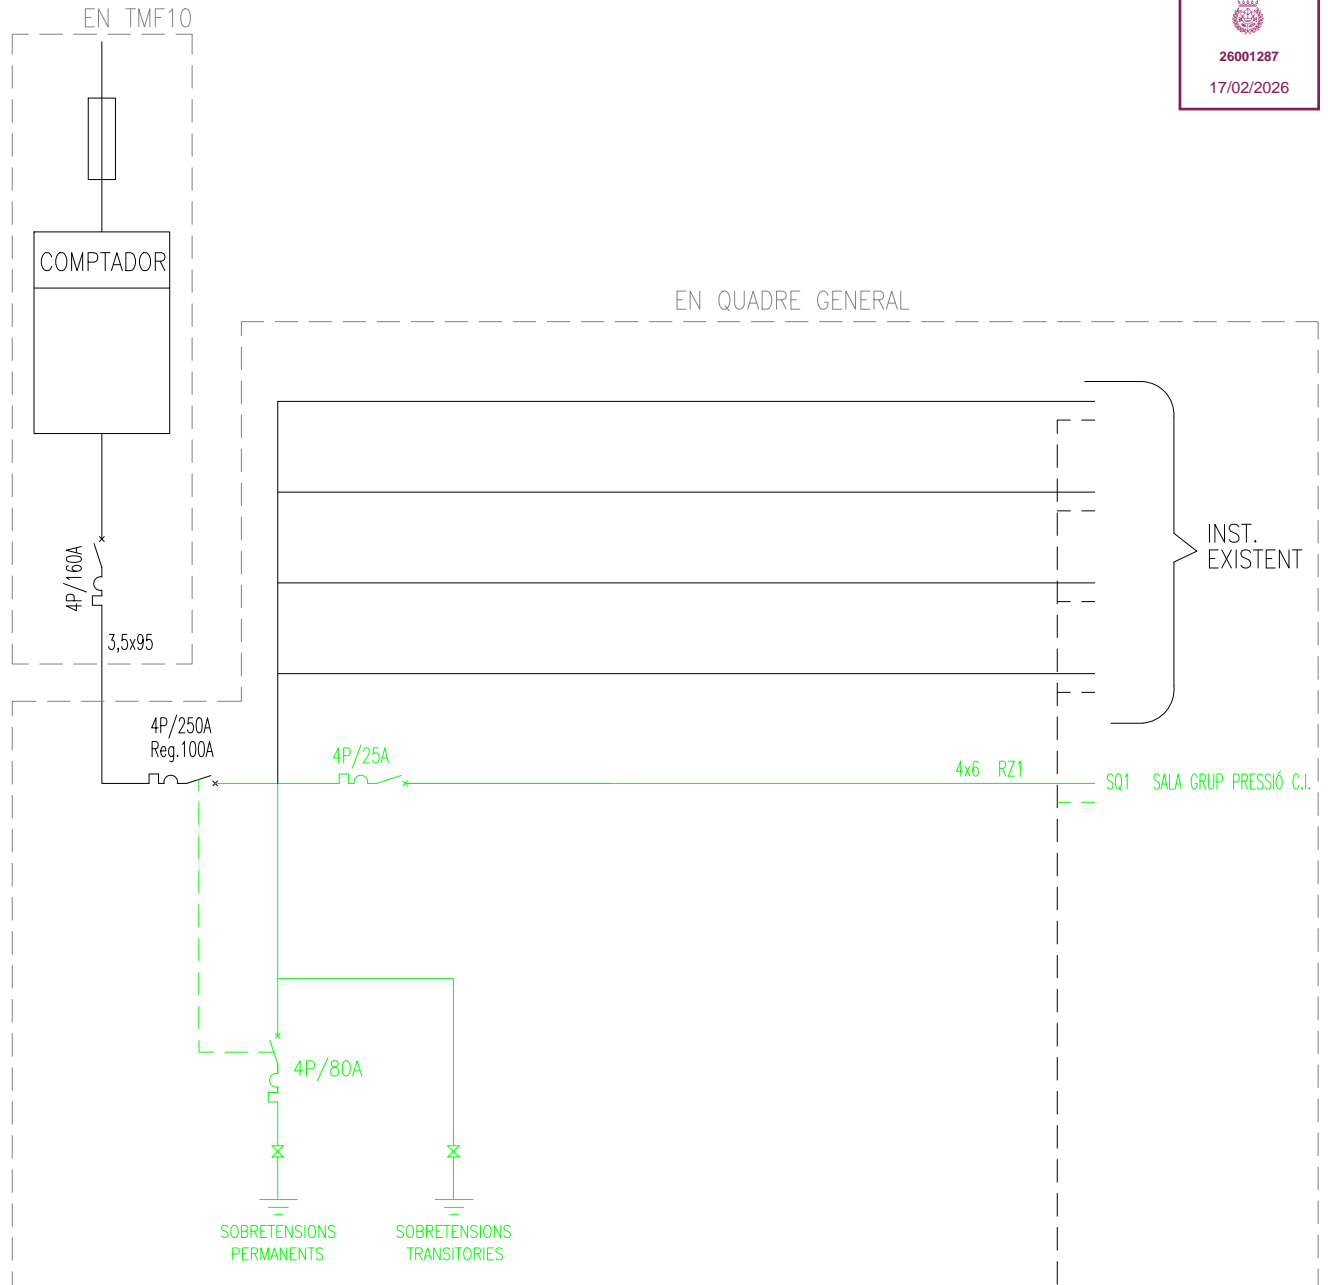 EN TMF10
26001287
17/02/2026
COMPTADOR
EN QUADRE GENERAL
4P/160A
3,5x95
INST.
EXISTENT
4P/250A
Reg.100A
4P/25A
4x6 RZ1
SQ1 SALA GRUP PRESSIÓ C.I.
4P/80A
SOBRETENSIONS
PERMANENTS
SOBRETENSIONS
TRANSITORIES